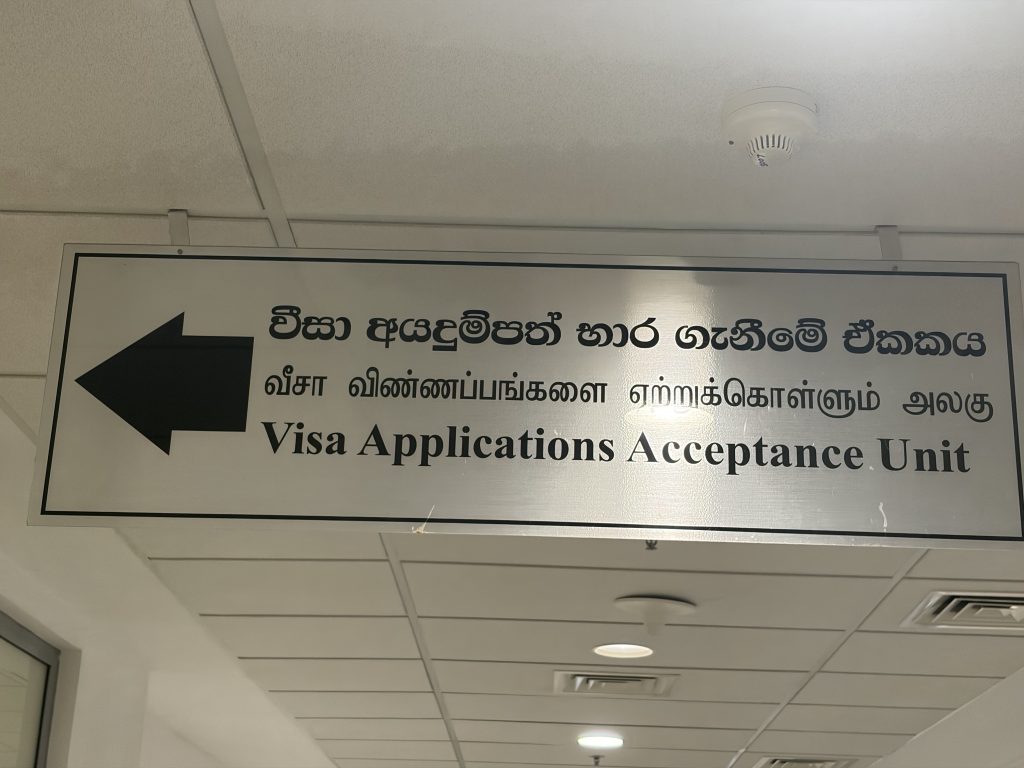 වීසා අයදුම්පත් භාර ගැනීමේ ඒකකය
வீசா விண்ணப்பங்களை ஏற்றுக்கொள்ளும் அலகு
Visa Applications Acceptance Unit